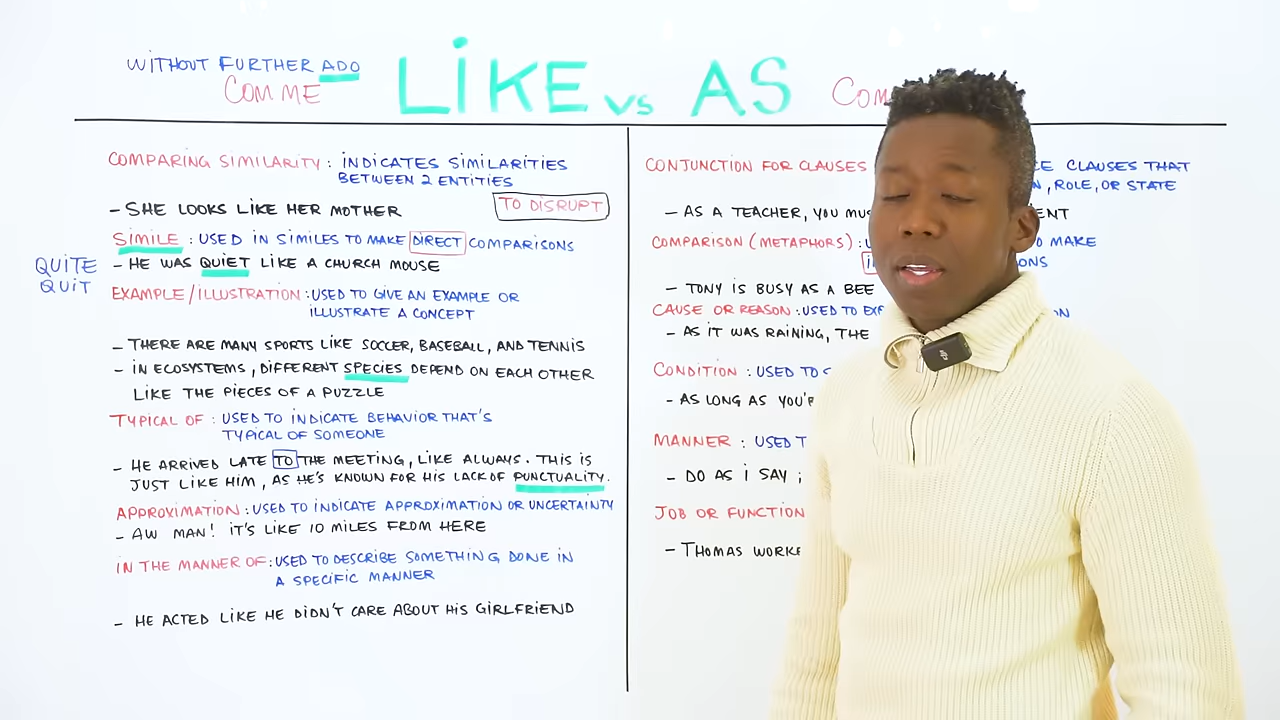 WITHOUT FURTHER ADO
COMME
LIKE VS AS
COMPARING SIMILARITY : INDICATES SIMILARITIES
BETWEEN 2 ENTITIES
- SHE LOOKS LIKE HER MOTHER
TO DISRUPT
SIMILE : USED IN SIMILES TO MAKE DIRECT COMPARISONS
- HE WAS QUIET LIKE A CHURCH MOUSE
QUITE
QUIT
EXAMPLE/ILLUSTRATION : USED TO GIVE AN EXAMPLE OR
ILLUSTRATE A CONCEPT
- THERE ARE MANY SPORTS LIKE SOCCER, BASEBALL, AND TENNIS
- IN ECOSYSTEMS, DIFFERENT SPECIES DEPEND ON EACH OTHER
LIKE THE PIECES OF A PUZZLE
TYPICAL OF : USED TO INDICATE BEHAVIOR THAT'S
TYPICAL OF SOMEONE
- HE ARRIVED LATE TO THE MEETING, LIKE ALWAYS. THIS IS
JUST LIKE HIM, AS HE'S KNOWN FOR HIS LACK OF PUNCTUALITY.
APPROXIMATION : USED TO INDICATE APPROXIMATION OR UNCERTAINTY
- AW MAN! IT'S LIKE 10 MILES FROM HERE
IN THE MANNER OF : USED TO DESCRIBE SOMETHING DONE IN
A SPECIFIC MANNER
- HE ACTED LIKE HE DIDN'T CARE ABOUT HIS GIRLFRIEND
CONJUNCTION FOR CLAUSES CLAUSES THAT
, ROLE, OR STATE
- AS A TEACHER, YOU
COMPARISON (METAPHORS) : TO MAKE
- TONY IS BUSY AS A BEE
CAUSE OR REASON : USED TO
- AS IT WAS RAINING, THE
CONDITION : USED TO
- AS LONG AS
MANNER : USED
- DO AS I SAY ;
JOB OR FUNCTION
- THOMAS